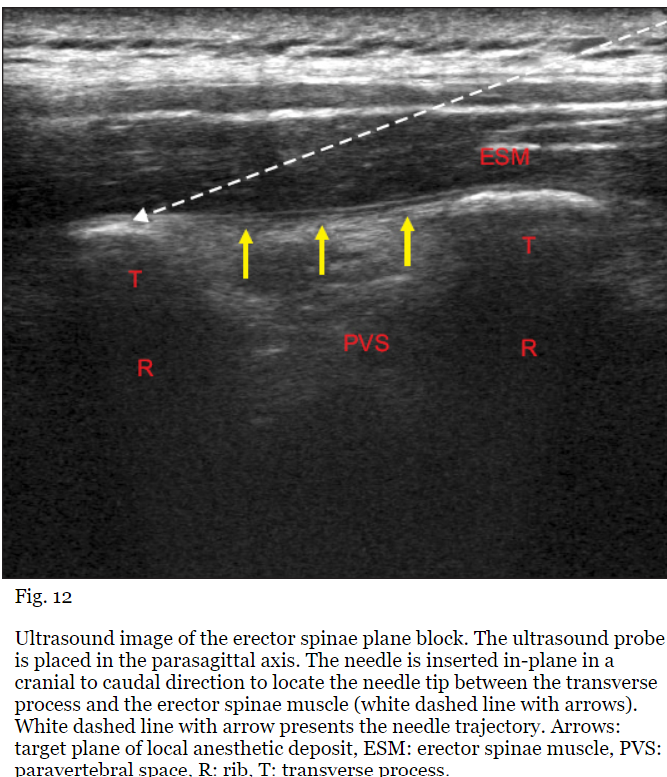 ESM
T
T
PVS
R
R
Fig. 12
Ultrasound image of the erector spinae plane block. The ultrasound probe
is placed in the parasagittal axis. The needle is inserted in-plane in a
cranial to caudal direction to locate the needle tip between the transverse
process and the erector spinae muscle (white dashed line with arrows).
White dashed line with arrow presents the needle trajectory. Arrows:
target plane of local anesthetic deposit, ESM: erector spinae muscle, PVS:
paravertebral space, R: rib, T: transverse process.